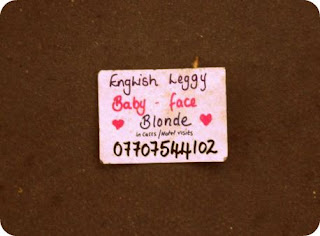 English Leggy
Baby - face
Blonde
in calls / Hotel visits
07707544102